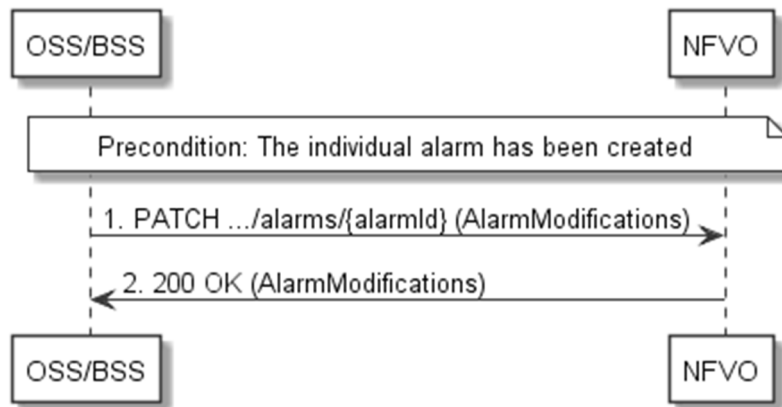 OSS/BSS
NFVO
Precondition: The individual alarm has been created
1. PATCH .../alarms/{alarmId} (AlarmModifications)
2. 200 OK (AlarmModifications)
OSS/BSS
NFVO